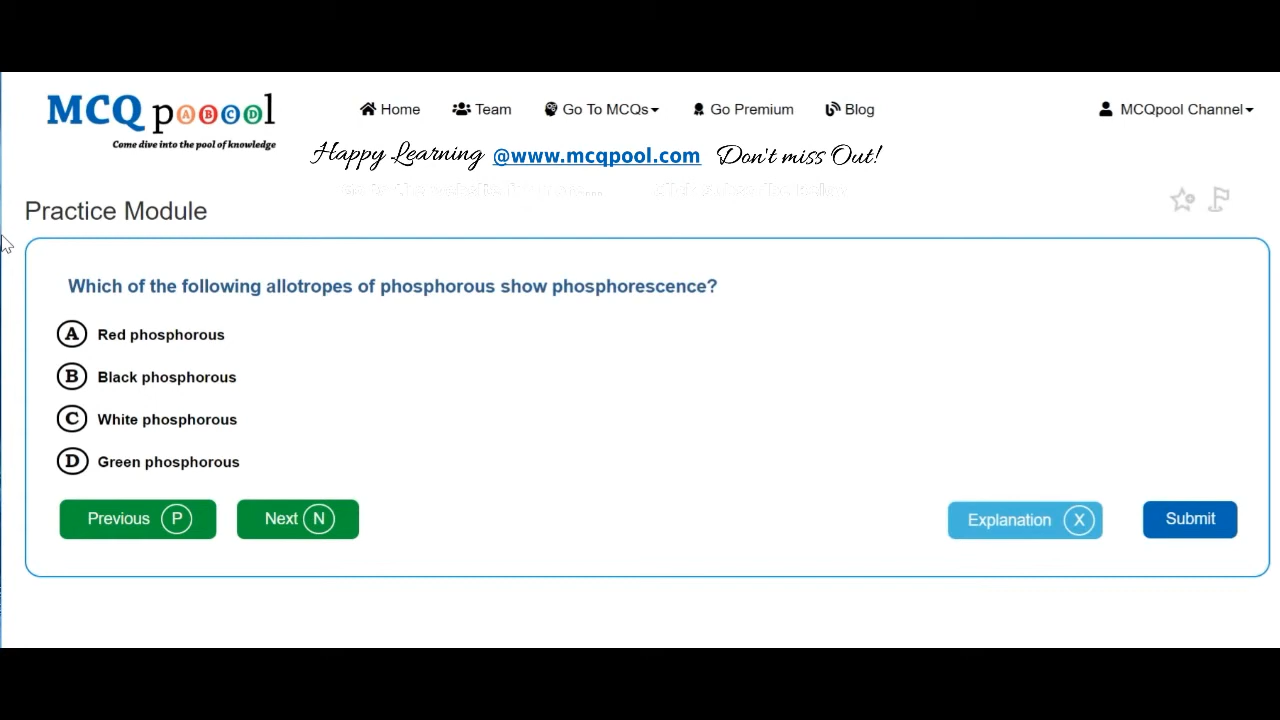 MCQ pABCDl
Come dive into the pool of knowledge
Home Team Go To MCQs Go Premium Blog MCQpool Channel
Happy Learning @www.mcqpool.com Don't miss Out!
Practice Module
Which of the following allotropes of phosphorous show phosphorescence?
A Red phosphorous
B Black phosphorous
C White phosphorous
D Green phosphorous
Previous P Next N Explanation X Submit